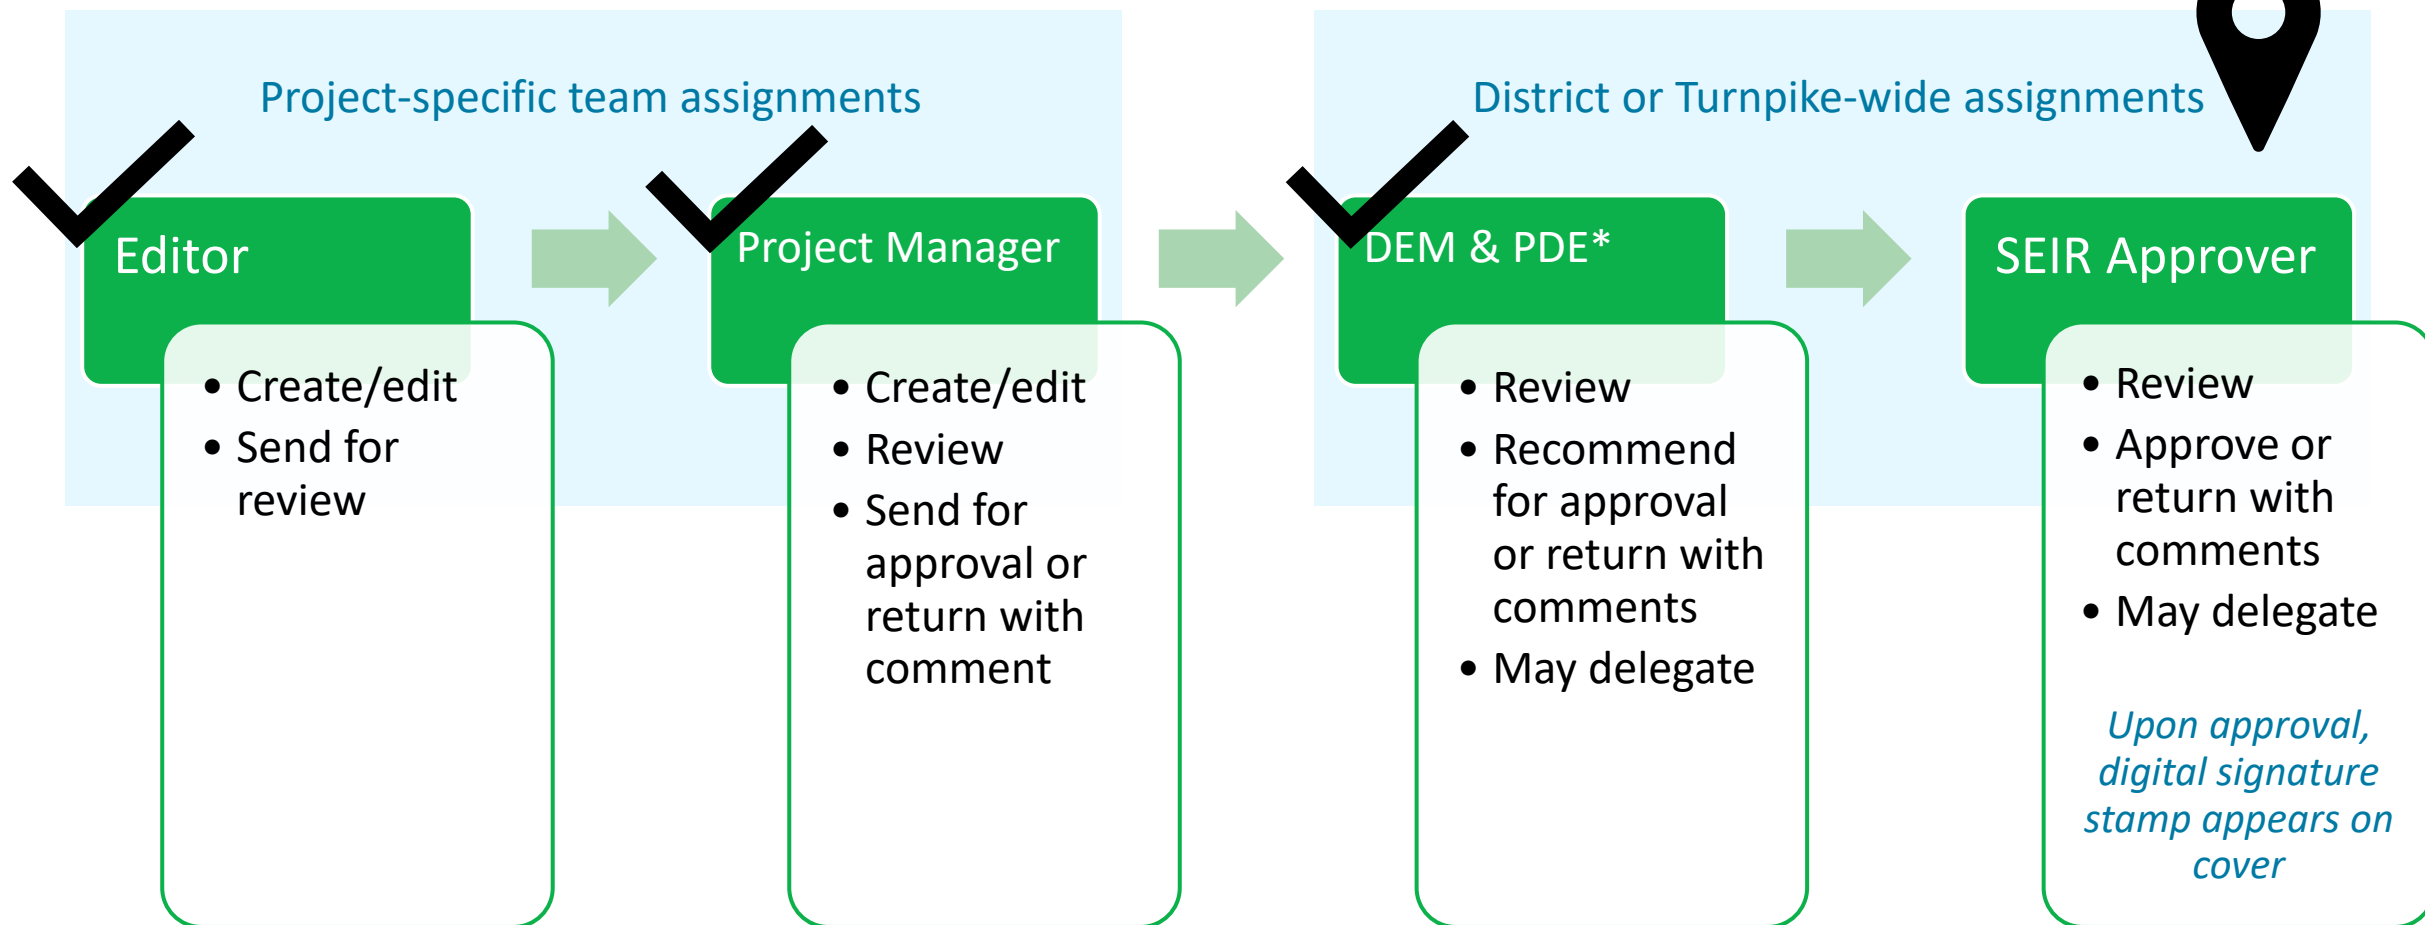 Project-specific team assignments
District or Turnpike-wide assignments
Editor
• Create/edit
• Send for
review
Project Manager
• Create/edit
• Review
• Send for
approval or
return with
comment
DEM & PDE*
• Review
• Recommend
for approval
or return with
comments
• May delegate
SEIR Approver
• Review
• Approve or
return with
comments
• May delegate
Upon approval,
digital signature
stamp appears on
cover